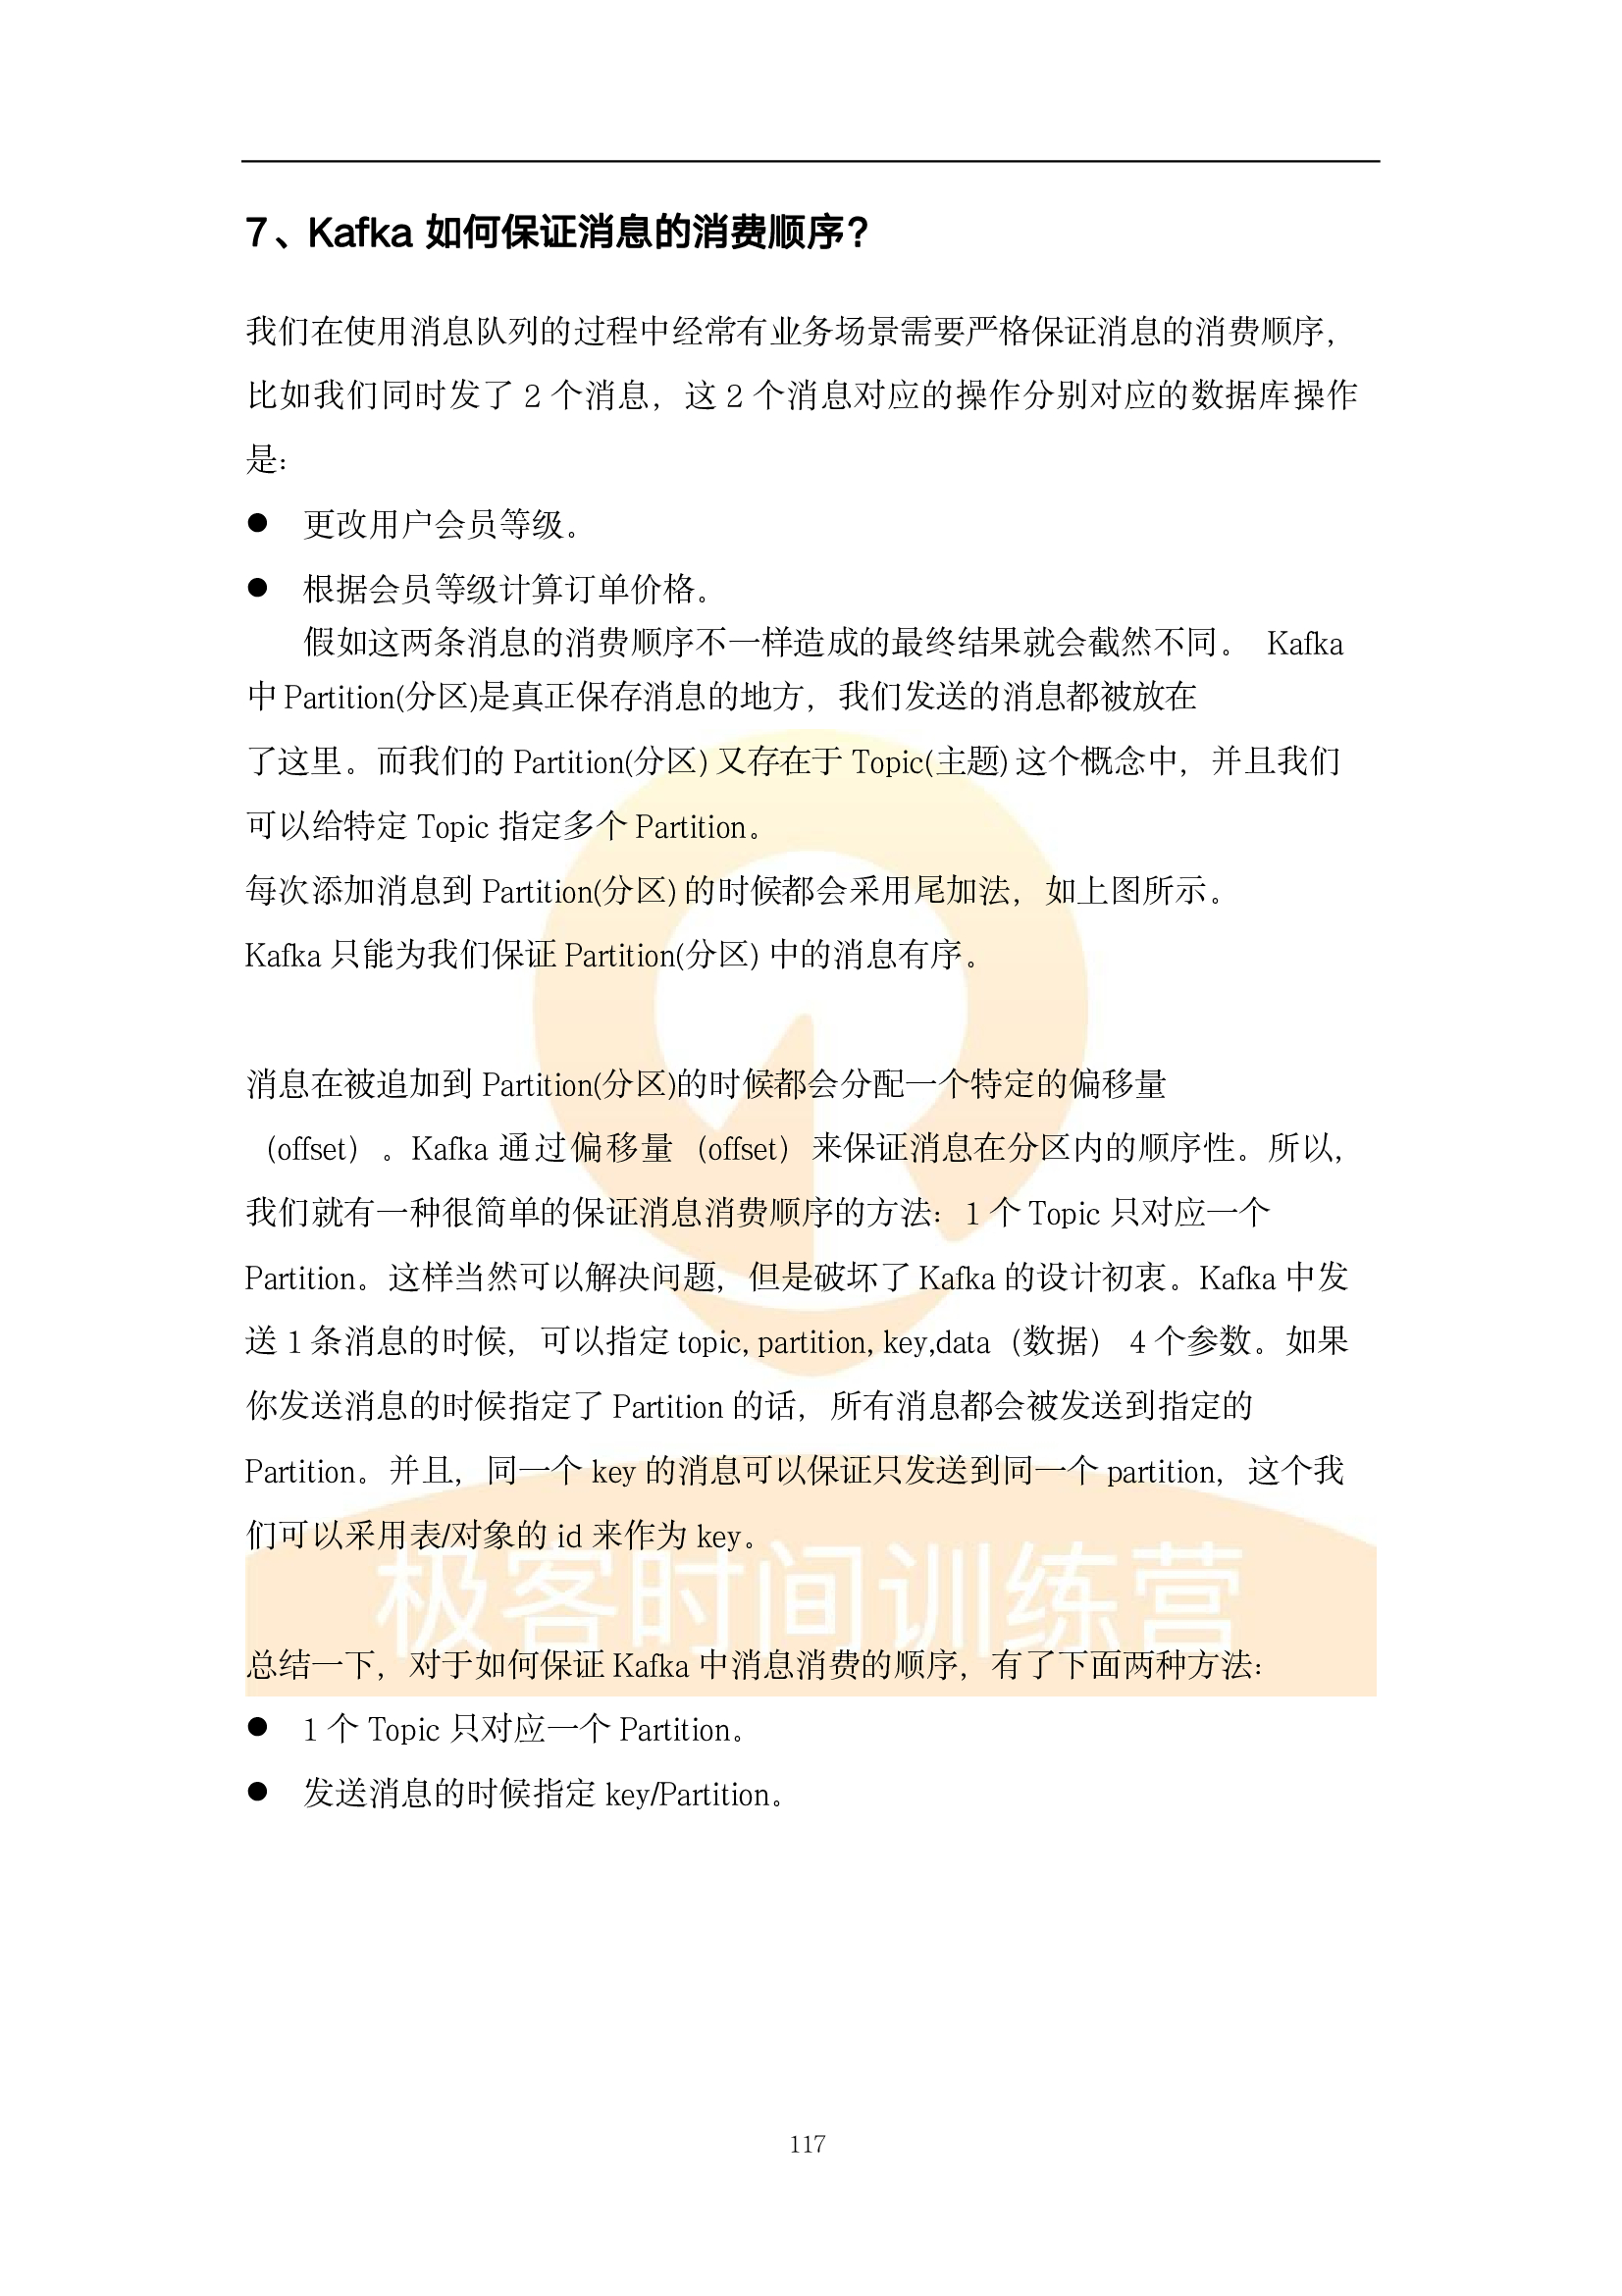 7、Kafka 如何保证消息的消费顺序？
我们在使用消息队列的过程中经常有业务场景需要严格保证消息的消费顺序，
比如我们同时发了 2 个消息，这 2 个消息对应的操作分别对应的数据库操作
是：
● 更改用户会员等级。
● 根据会员等级计算订单价格。
假如这两条消息的消费顺序不一样造成的最终结果就会截然不同。 Kafka
中 Partition(分区)是真正保存消息的地方，我们发送的消息都被放在
了这里。而我们的 Partition(分区) 又存在于 Topic(主题) 这个概念中，并且我们
可以给特定 Topic 指定多个 Partition。
每次添加消息到 Partition(分区) 的时候都会采用尾加法，如上图所示。
Kafka 只能为我们保证 Partition(分区) 中的消息有序。
消息在被追加到 Partition(分区)的时候都会分配一个特定的偏移量
（offset）。Kafka 通过偏移量（offset）来保证消息在分区内的顺序性。所以，
我们就有一种很简单的保证消息消费顺序的方法：1 个 Topic 只对应一个
Partition。这样当然可以解决问题，但是破坏了 Kafka 的设计初衷。Kafka 中发
送 1 条消息的时候，可以指定 topic, partition, key,data（数据） 4 个参数。如果
你发送消息的时候指定了 Partition 的话，所有消息都会被发送到指定的
Partition。并且，同一个 key 的消息可以保证只发送到同一个 partition，这个我
们可以采用表/对象的 id 来作为 key。
极客时间训练营
总结一下，对于如何保证 Kafka 中消息消费的顺序，有了下面两种方法：
● 1 个 Topic 只对应一个 Partition。
● 发送消息的时候指定 key/Partition。
117